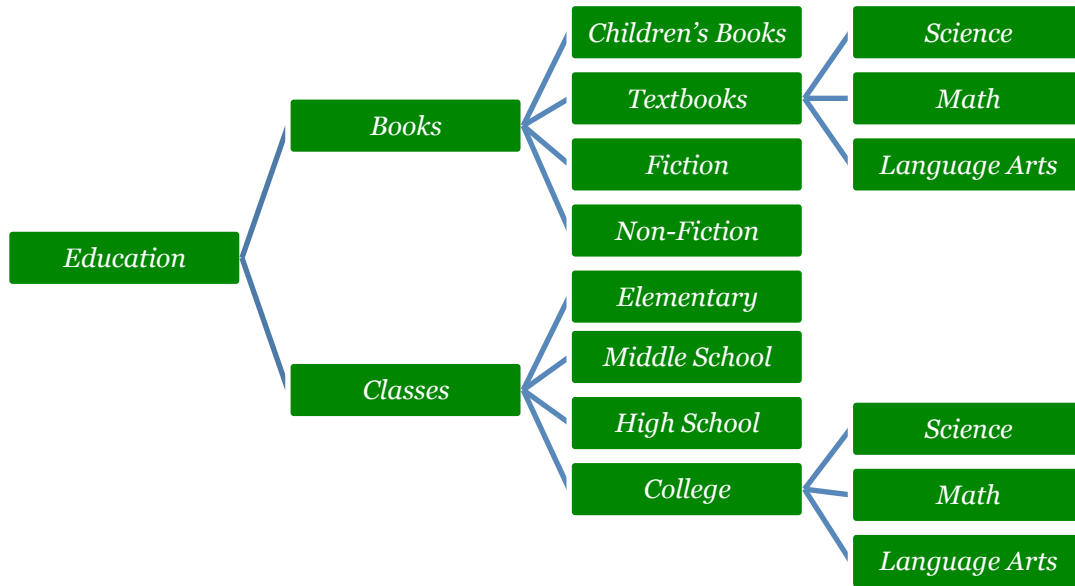 Education
Books
Children’s Books
Textbooks
Science
Math
Language Arts
Fiction
Non-Fiction
Classes
Elementary
Middle School
High School
College
Science
Math
Language Arts